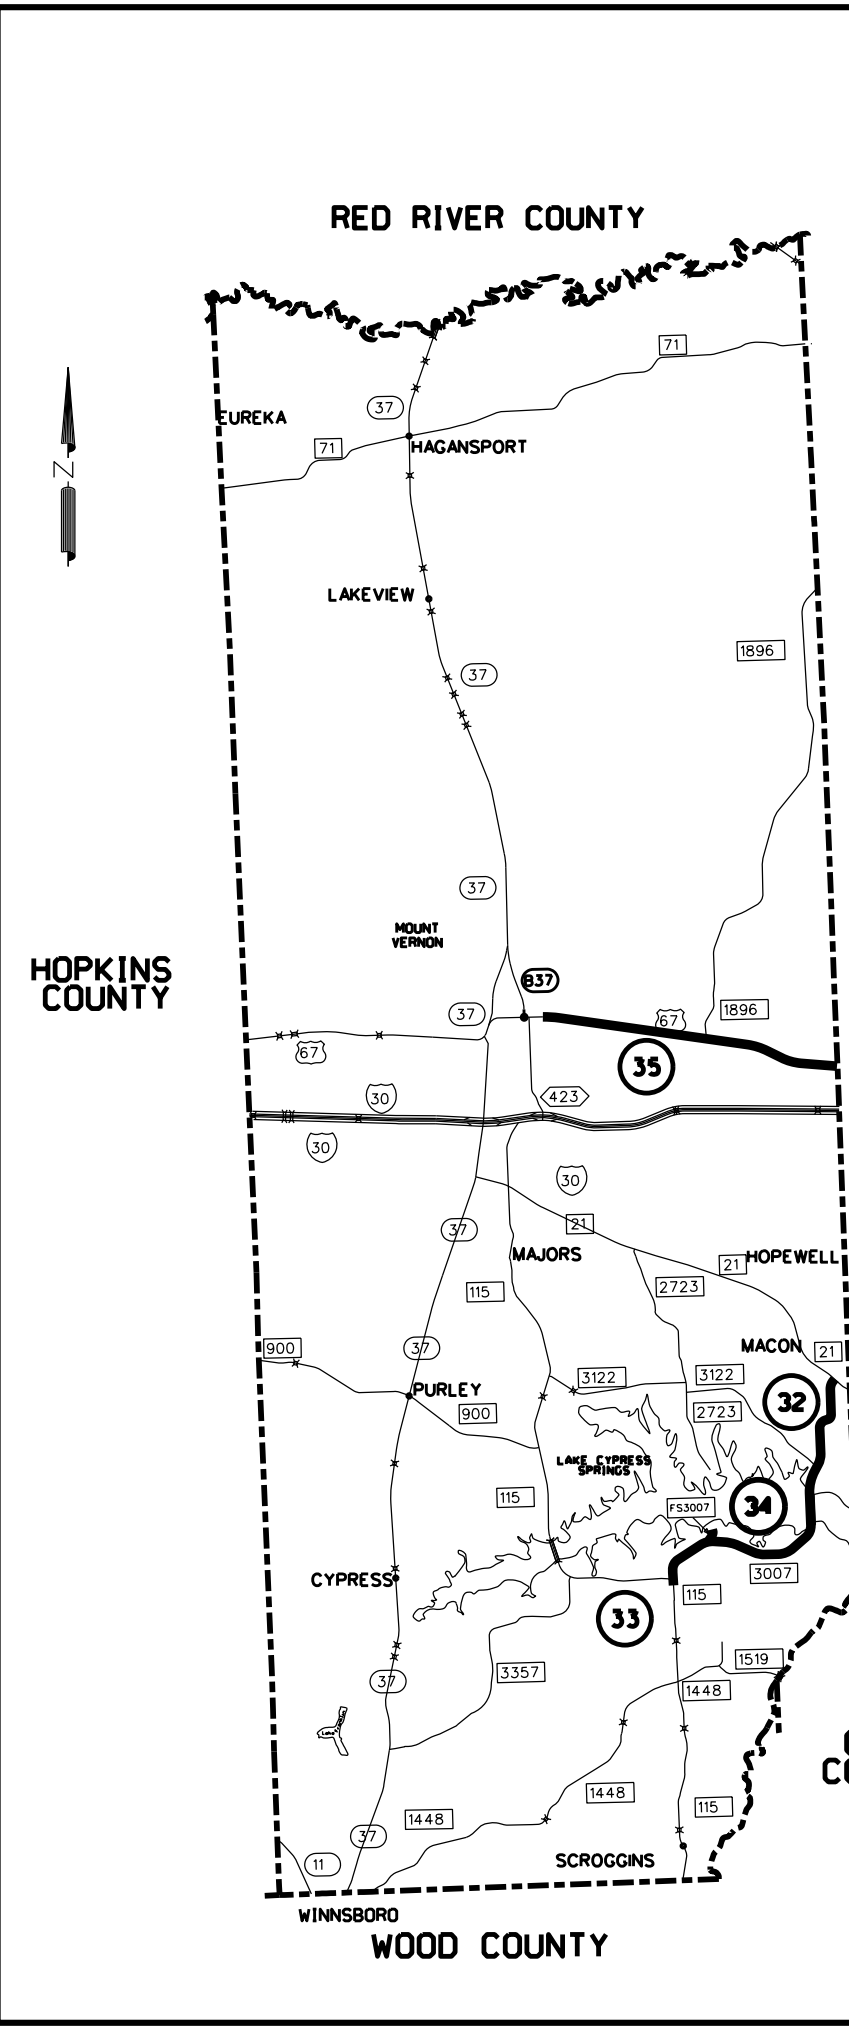 RED RIVER COUNTY
71
37
EUREKA
71
HAGANSPORT
N
LAKEVIEW
1896
37
37
MOUNT
VERNON
HOPKINS
COUNTY
B37
37
67
1896
67
35
30
423
30
30
37
21
MAJORS
21
HOPEWELL
115
2723
900
37
MACON
21
3122
3122
PURLEY
32
900
2723
LAKE CYPRESS
SPRINGS
115
FS3007
34
CYPRESS
3007
115
33
1519
3357
37
1448
1448
115
1448
37
11
SCROGGINS
WINNSBORO
WOOD COUNTY